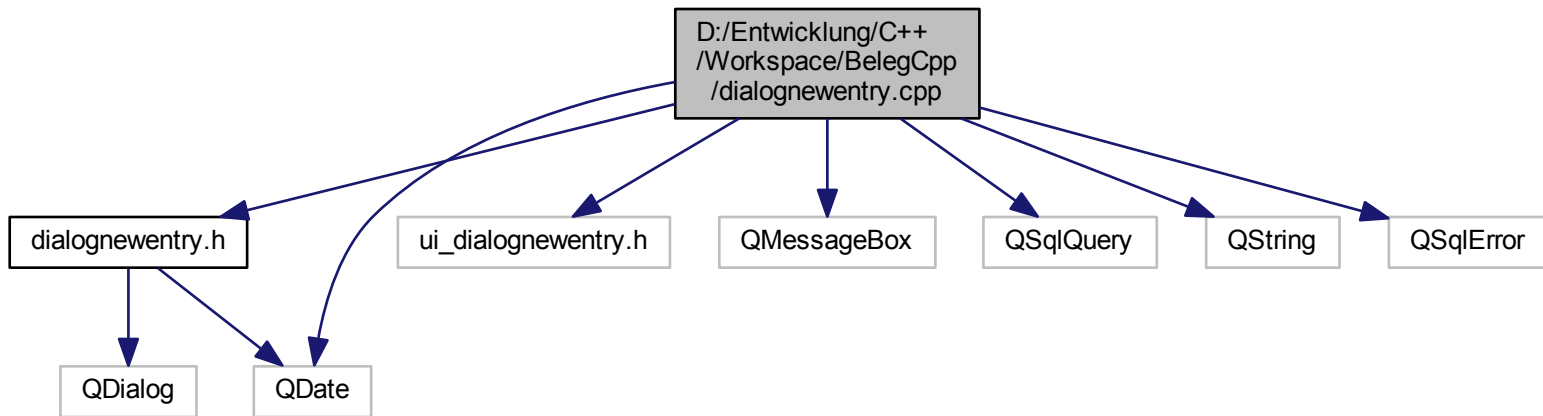 D:/Entwicklung/C++
/Workspace/BelegCpp
/dialognewentry.cpp
dialognewentry.h
ui_dialognewentry.h
QMessageBox
QSqlQuery
QString
QSqlError
QDialog
QDate